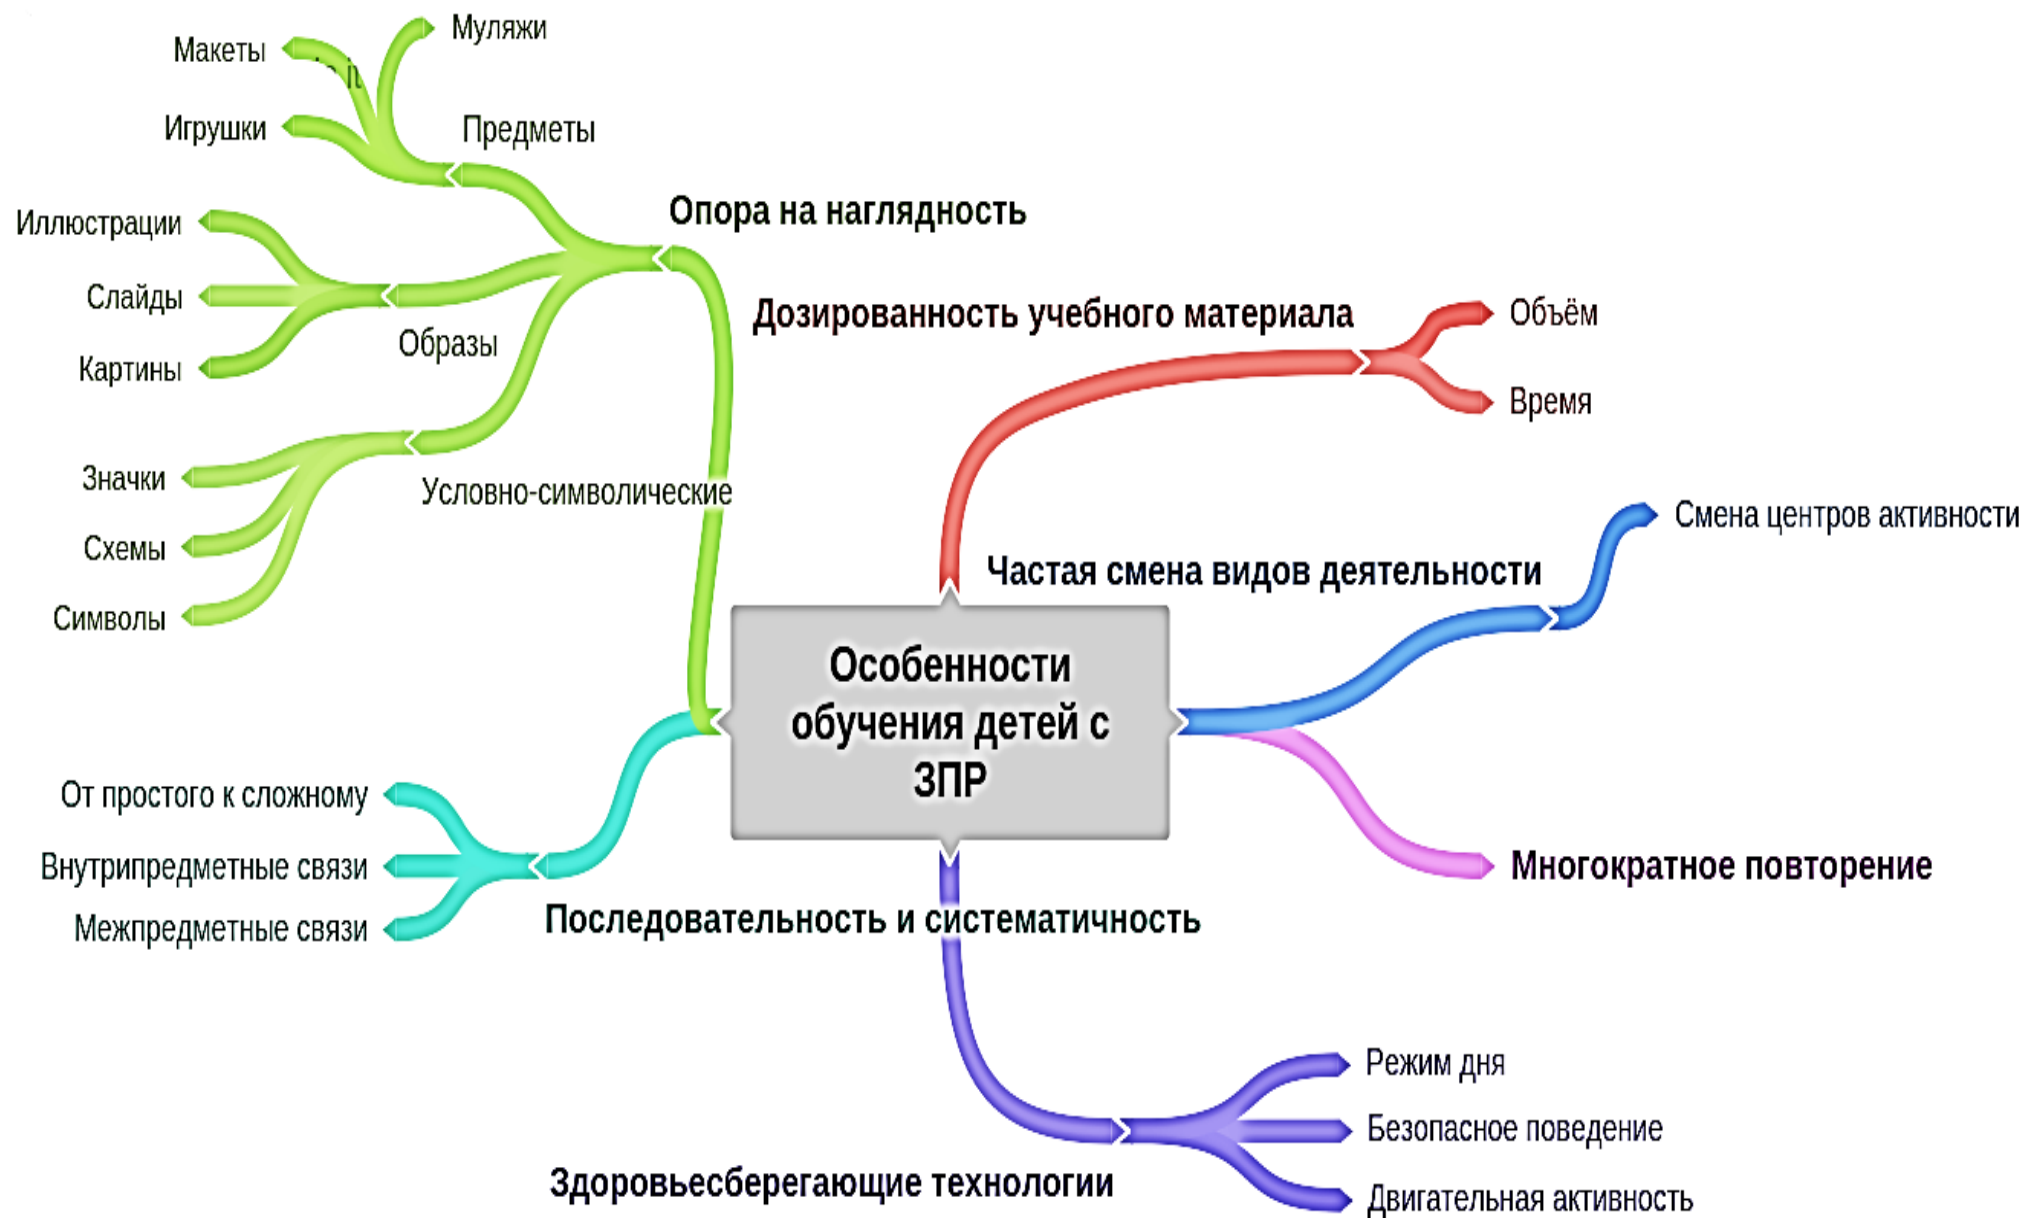 Муляжи
Макеты
Игрушки
Предметы
Опора на наглядность
Иллюстрации
Слайды
Картины
Образы
Значки
Схемы
Символы
Условно-символические
Дозированность учебного материала
Объём
Время
Частая смена видов деятельности
Смена центров активности
Особенности
обучения детей с
ЗПР
Многократное повторение
От простого к сложному
Внутрипредметные связи
Межпредметные связи
Последовательность и систематичность
Здоровьесберегающие технологии
Режим дня
Безопасное поведение
Двигательная активность